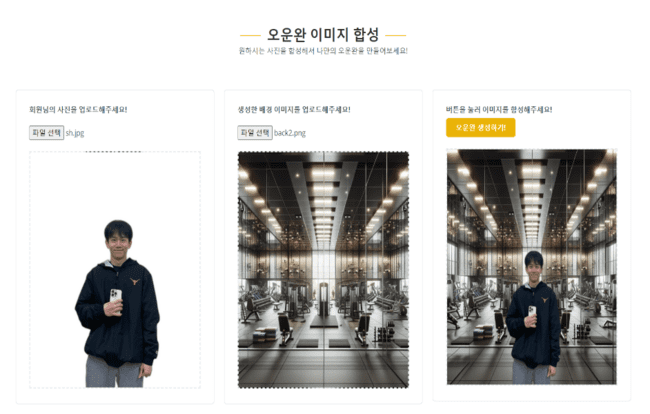 오운완 이미지 합성
원하시는 사진을 합성해서 나만의 오운완을 만들어보세요!
회원님의 사진을 업로드해주세요!
파일 선택 sh.jpg
생성한 배경 이미지를 업로드해주세요!
파일 선택 back2.png
버튼을 눌러 이미지를 합성해주세요!
오운완 생성하기!